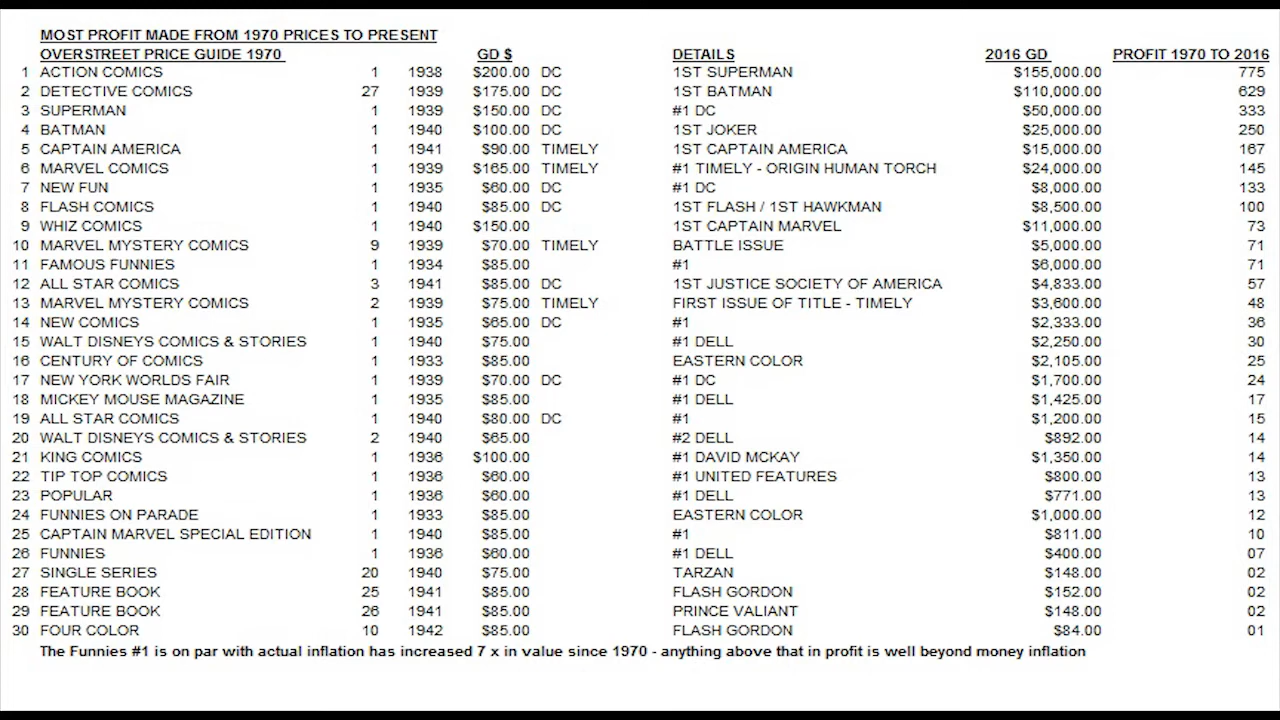 MOST PROFIT MADE FROM 1970 PRICES TO PRESENT
OVERSTREET PRICE GUIDE 1970 GD $ DETAILS 2016 GD PROFIT 1970 TO 2016
1 ACTION COMICS 1 1938 $200.00 DC 1ST SUPERMAN $155,000.00 775
2 DETECTIVE COMICS 27 1939 $175.00 DC 1ST BATMAN $110,000.00 629
3 SUPERMAN 1 1939 $150.00 DC #1 DC $50,000.00 333
4 BATMAN 1 1940 $100.00 DC 1ST JOKER $25,000.00 250
5 CAPTAIN AMERICA 1 1941 $90.00 TIMELY 1ST CAPTAIN AMERICA $15,000.00 167
6 MARVEL COMICS 1 1939 $165.00 TIMELY #1 TIMELY - ORIGIN HUMAN TORCH $24,000.00 145
7 NEW FUN 1 1935 $60.00 DC #1 DC $8,000.00 133
8 FLASH COMICS 1 1940 $85.00 DC 1ST FLASH / 1ST HAWKMAN $8,500.00 100
9 WHIZ COMICS 1 1940 $150.00 1ST CAPTAIN MARVEL $11,000.00 73
10 MARVEL MYSTERY COMICS 9 1939 $70.00 TIMELY BATTLE ISSUE $5,000.00 71
11 FAMOUS FUNNIES 1 1934 $85.00 #1 $6,000.00 71
12 ALL STAR COMICS 3 1941 $85.00 DC 1ST JUSTICE SOCIETY OF AMERICA $4,833.00 57
13 MARVEL MYSTERY COMICS 2 1939 $75.00 TIMELY FIRST ISSUE OF TITLE - TIMELY $3,600.00 48
14 NEW COMICS 1 1935 $65.00 DC #1 $2,333.00 36
15 WALT DISNEYS COMICS & STORIES 1 1940 $75.00 #1 DELL $2,250.00 30
16 CENTURY OF COMICS 1 1933 $85.00 EASTERN COLOR $2,105.00 25
17 NEW YORK WORLDS FAIR 1 1939 $70.00 DC #1 DC $1,700.00 24
18 MICKEY MOUSE MAGAZINE 1 1935 $85.00 #1 DELL $1,425.00 17
19 ALL STAR COMICS 1 1940 $80.00 DC #1 $1,200.00 15
20 WALT DISNEYS COMICS & STORIES 2 1940 $65.00 #2 DELL $892.00 14
21 KING COMICS 1 1936 $100.00 #1 DAVID MCKAY $1,350.00 14
22 TIP TOP COMICS 1 1936 $60.00 #1 UNITED FEATURES $800.00 13
23 POPULAR 1 1936 $60.00 #1 DELL $771.00 13
24 FUNNIES ON PARADE 1 1933 $85.00 EASTERN COLOR $1,000.00 12
25 CAPTAIN MARVEL SPECIAL EDITION 1 1940 $85.00 #1 $811.00 10
26 FUNNIES 1 1936 $60.00 #1 DELL $400.00 07
27 SINGLE SERIES 20 1940 $75.00 TARZAN $148.00 02
28 FEATURE BOOK 25 1941 $85.00 FLASH GORDON $152.00 02
29 FEATURE BOOK 26 1941 $85.00 PRINCE VALIANT $148.00 02
30 FOUR COLOR 10 1942 $85.00 FLASH GORDON $84.00 01
The Funnies #1 is on par with actual inflation has increased 7 x in value since 1970 - anything above that in profit is well beyond money inflation